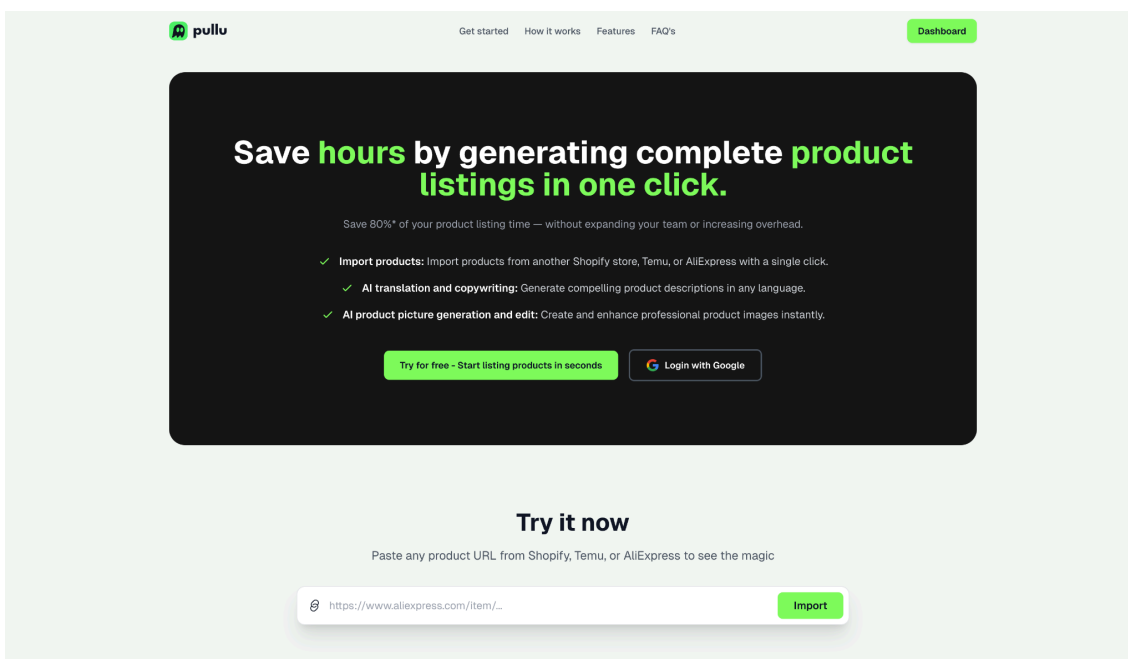 pullu
Get started
How it works
Features
FAQ's
Dashboard
Save hours by generating complete product
listings in one click.
Save 80%* of your product listing time — without expanding your team or increasing overhead.
Import products: Import products from another Shopify store, Temu, or AliExpress with a single click.
AI translation and copywriting: Generate compelling product descriptions in any language.
AI product picture generation and edit: Create and enhance professional product images instantly.
Try for free - Start listing products in seconds
Login with Google
Try it now
Paste any product URL from Shopify, Temu, or AliExpress to see the magic
https://www.aliexpress.com/item/...
Import